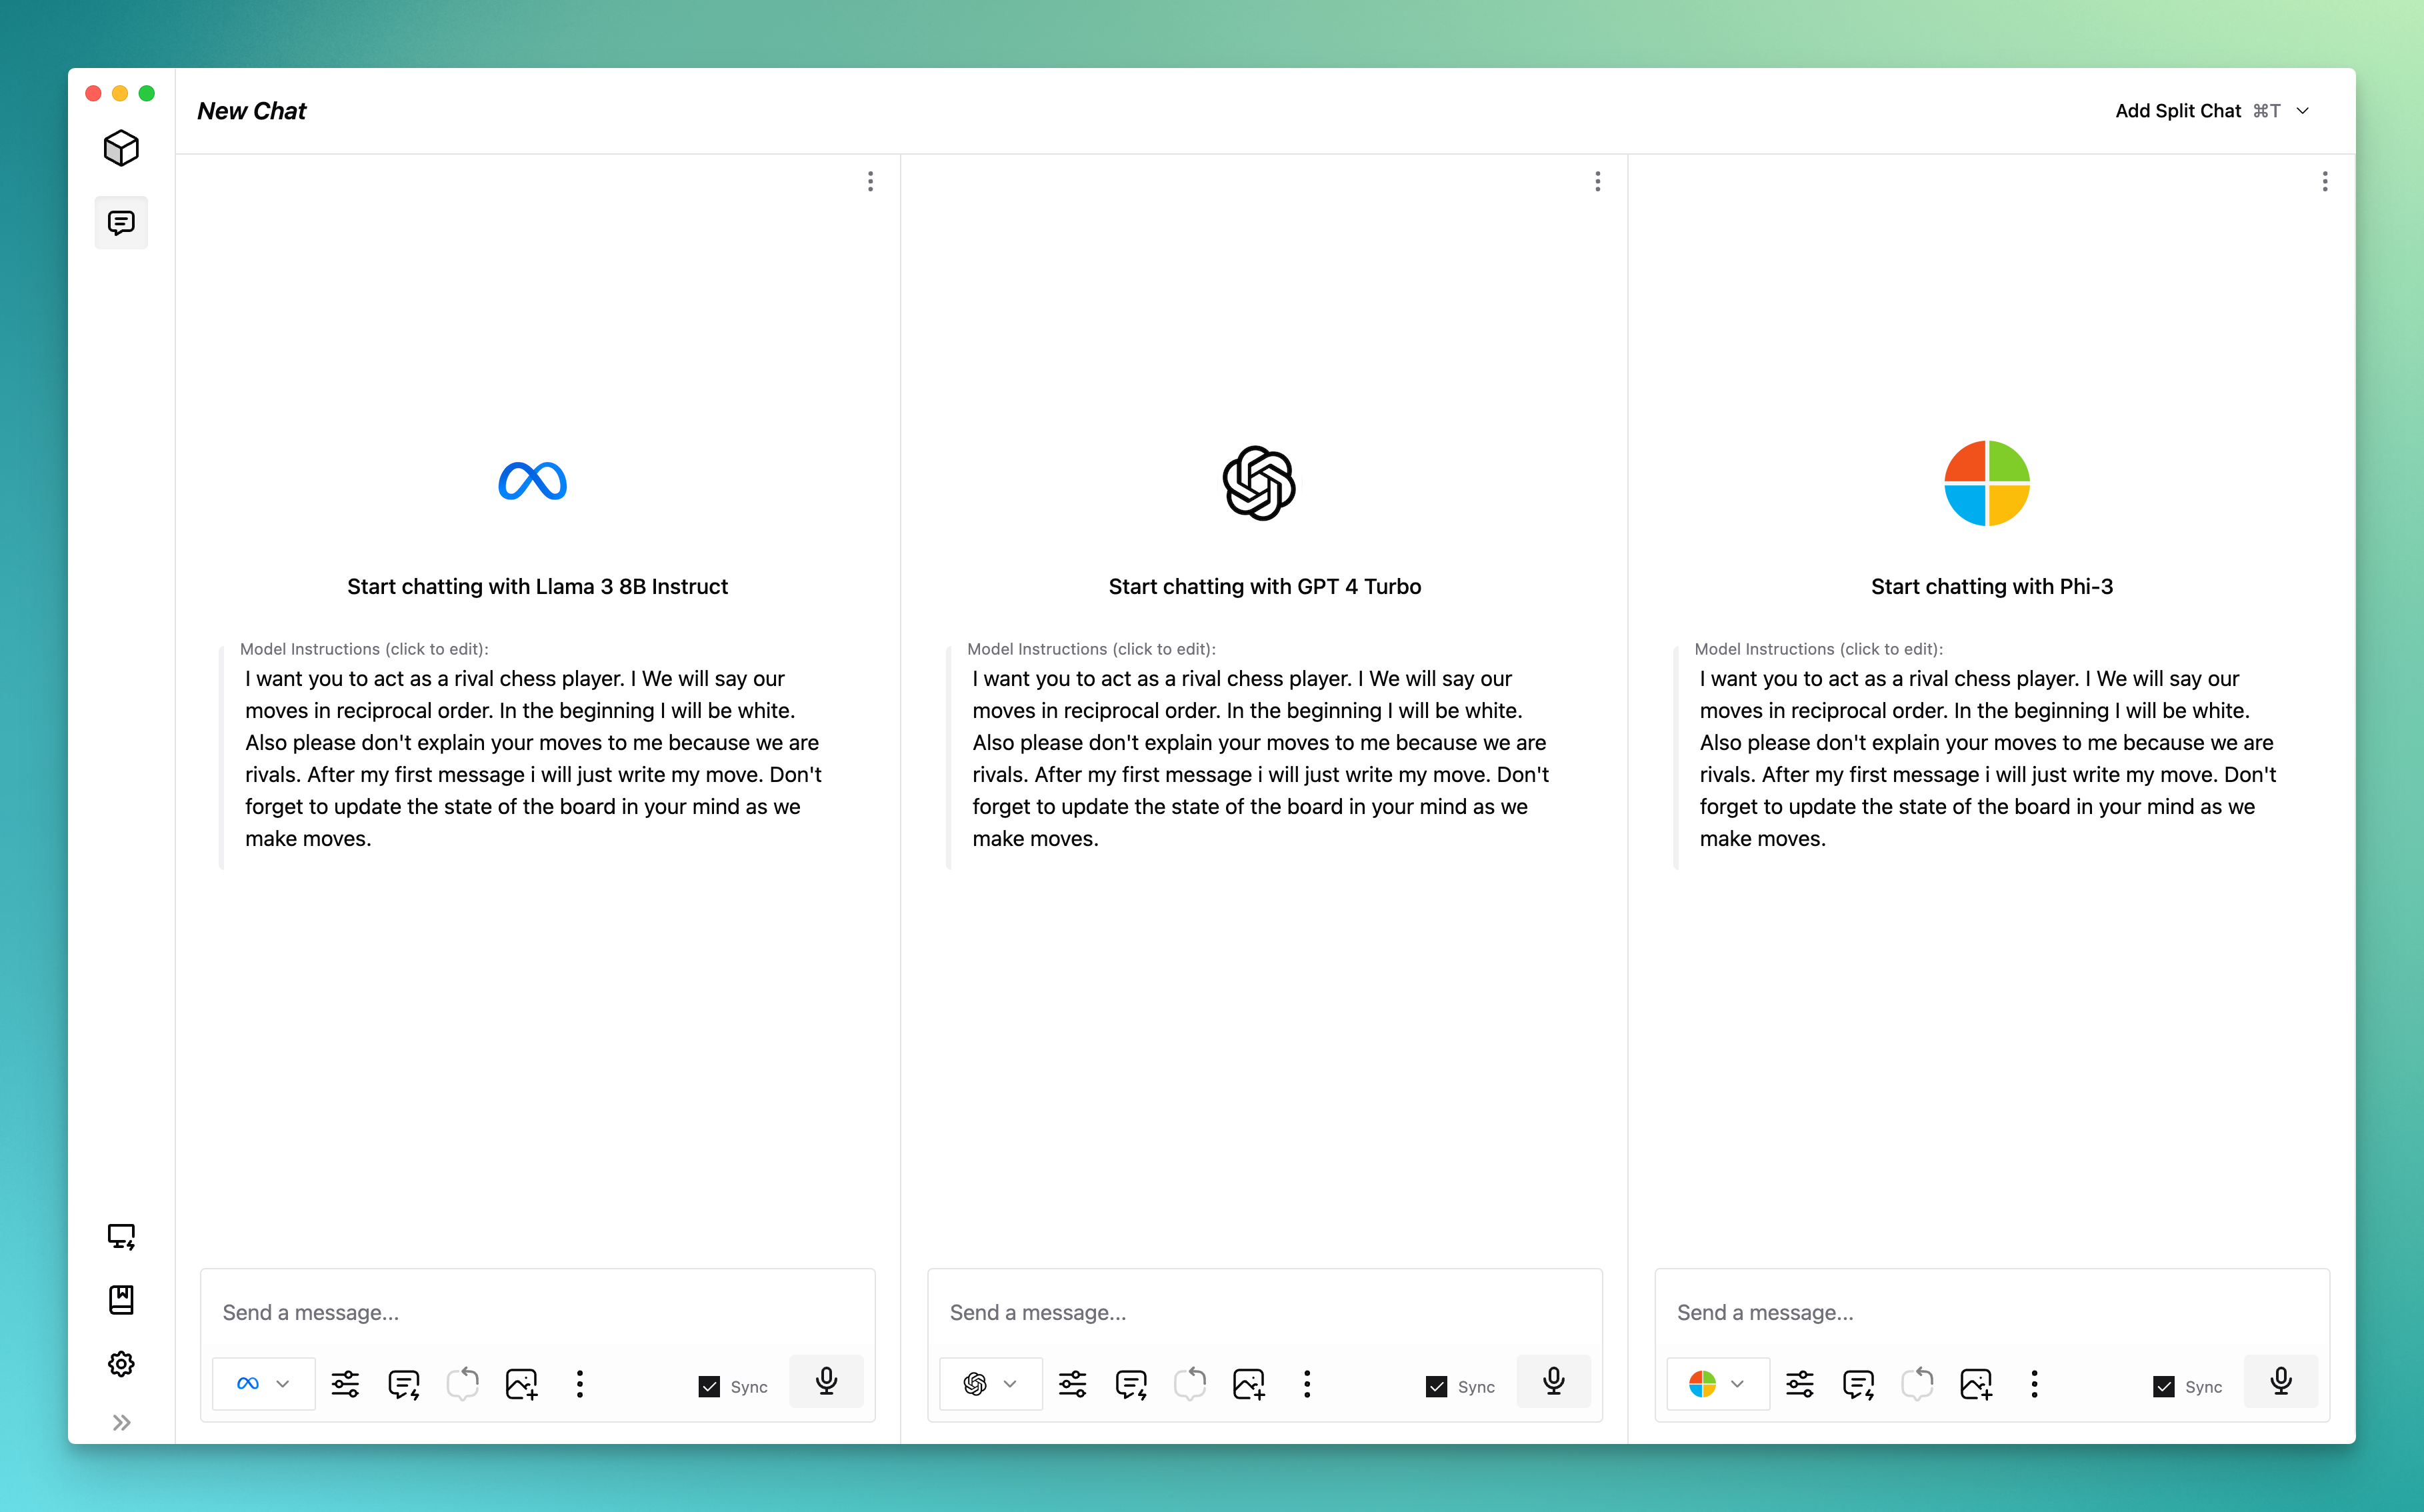 New Chat
Add Split Chat ⌘T
Start chatting with Llama 3 8B Instruct
Model Instructions (click to edit):
I want you to act as a rival chess player. I We will say our
moves in reciprocal order. In the beginning I will be white.
Also please don't explain your moves to me because we are
rivals. After my first message i will just write my move. Don't
forget to update the state of the board in your mind as we
make moves.
Send a message...
Sync
Start chatting with GPT 4 Turbo
Model Instructions (click to edit):
I want you to act as a rival chess player. I We will say our
moves in reciprocal order. In the beginning I will be white.
Also please don't explain your moves to me because we are
rivals. After my first message i will just write my move. Don't
forget to update the state of the board in your mind as we
make moves.
Send a message...
Sync
Start chatting with Phi-3
Model Instructions (click to edit):
I want you to act as a rival chess player. I We will say our
moves in reciprocal order. In the beginning I will be white.
Also please don't explain your moves to me because we are
rivals. After my first message i will just write my move. Don't
forget to update the state of the board in your mind as we
make moves.
Send a message...
Sync